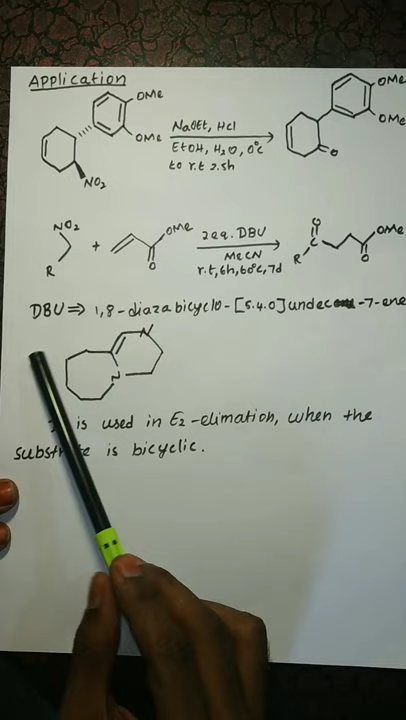 Application
OMe
OMe
NO2
NaOEt, HCl
EtOH, H2O, 0°C
to r.t 2.5h
OMe
OMe
O
NO2
R
+
OMe
O
2eq. DBU
MeCN
r.t, 6h, 60°C, 7d
O
C
R
O
OMe
DBU ⇒ 1,8-diazabicyclo-[5.4.0]undec-7-ene
N
N
is used in E2-elimation, when the
is bicyclic.